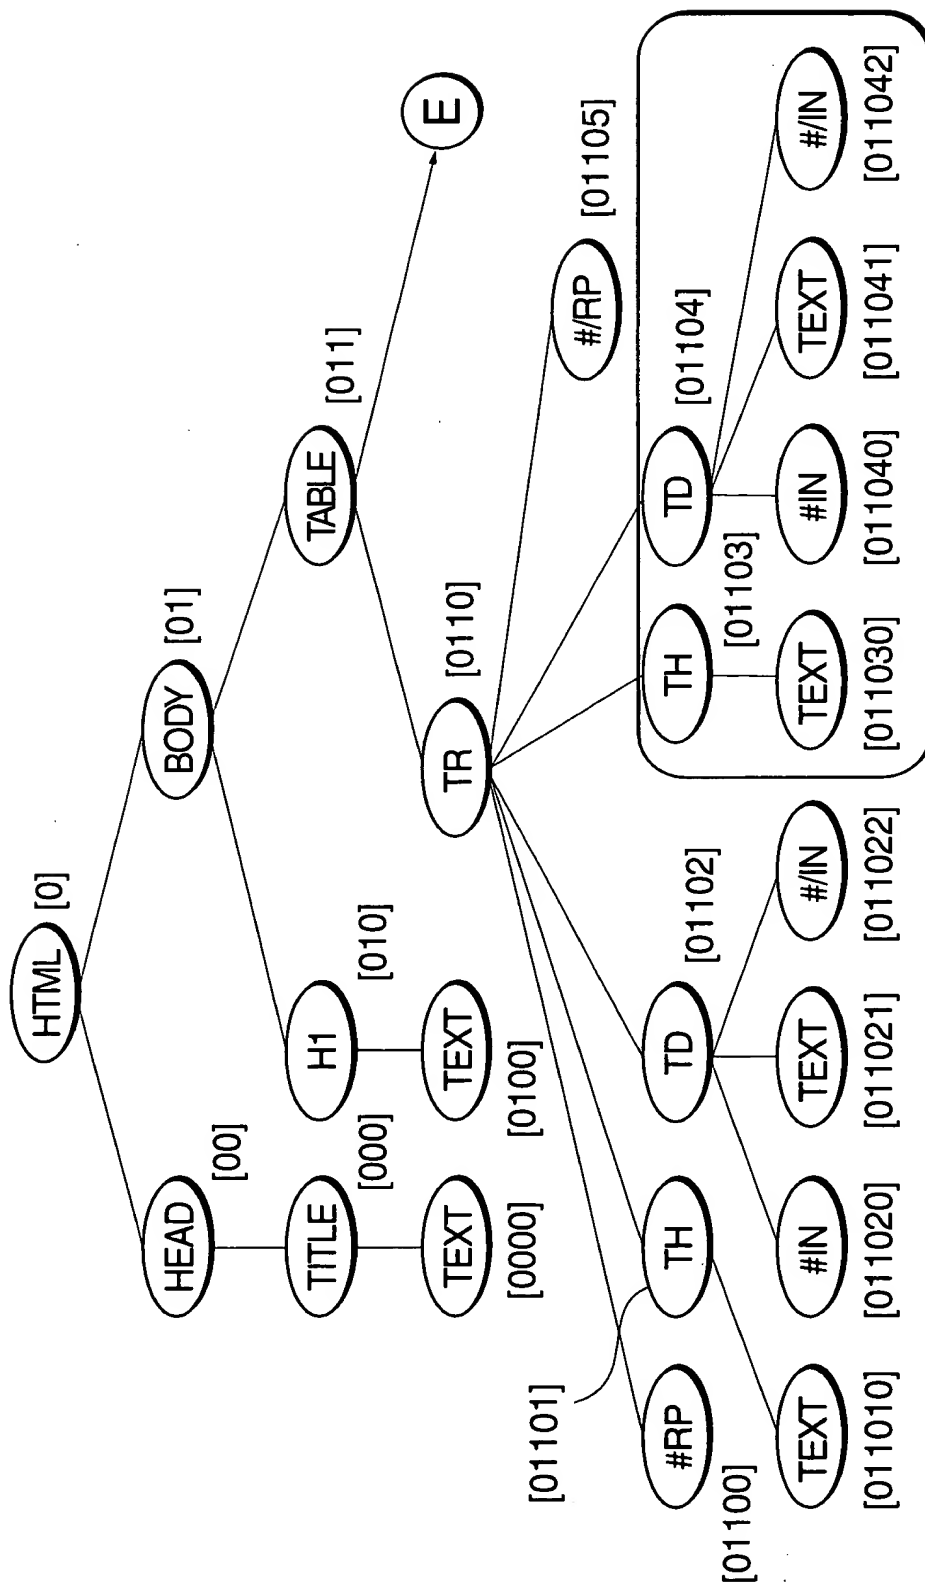 HTML [0]
HEAD [00]
BODY [01]
TITLE [000]
H1 [010]
TABLE [011]
TEXT [0000]
TEXT [0100]
TR [0110]
E
[01101]
#/RP [01105]
#RP [01100]
TH
TD [01102]
TH [01103]
TD [01104]
TEXT
#IN
TEXT
#/IN
TEXT
#IN
TEXT
#/IN
[011010]
[011020]
[011021]
[011022]
[011030]
[011040]
[011041]
[011042]